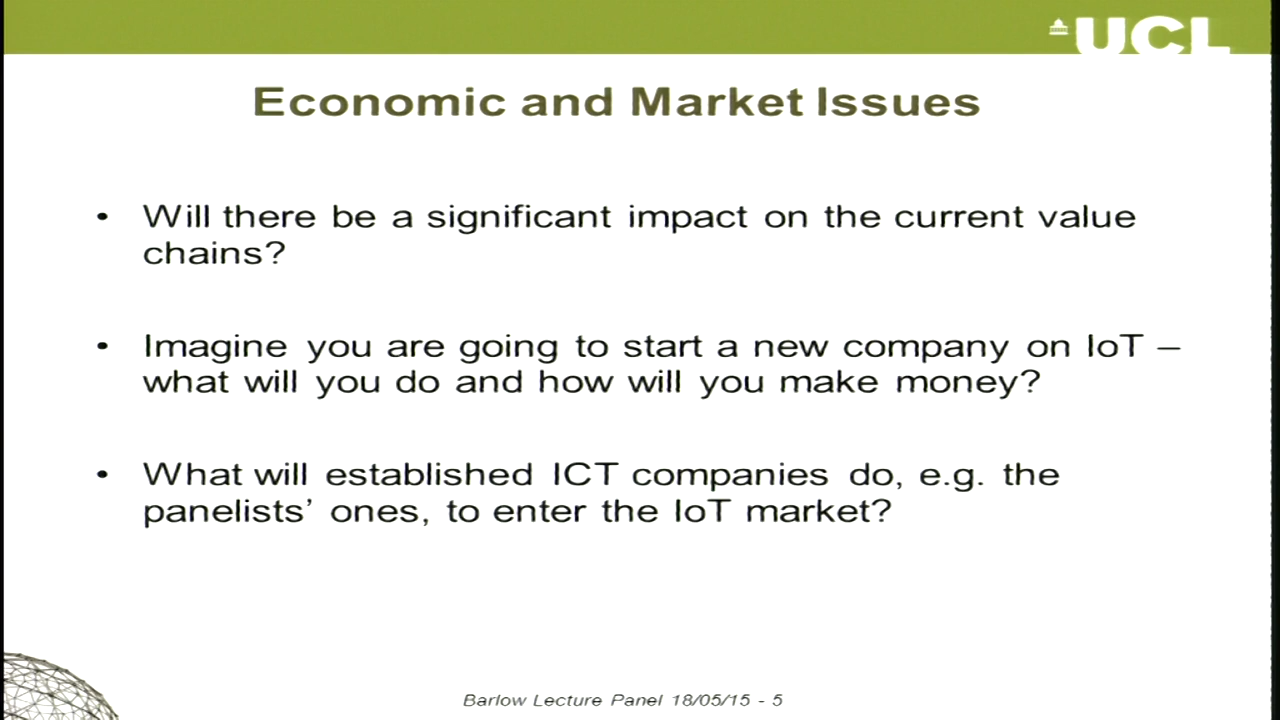 UCL
Economic and Market Issues
• Will there be a significant impact on the current value
chains?
• Imagine you are going to start a new company on IoT –
what will you do and how will you make money?
• What will established ICT companies do, e.g. the
panelists’ ones, to enter the IoT market?
Barlow Lecture Panel 18/05/15 - 5